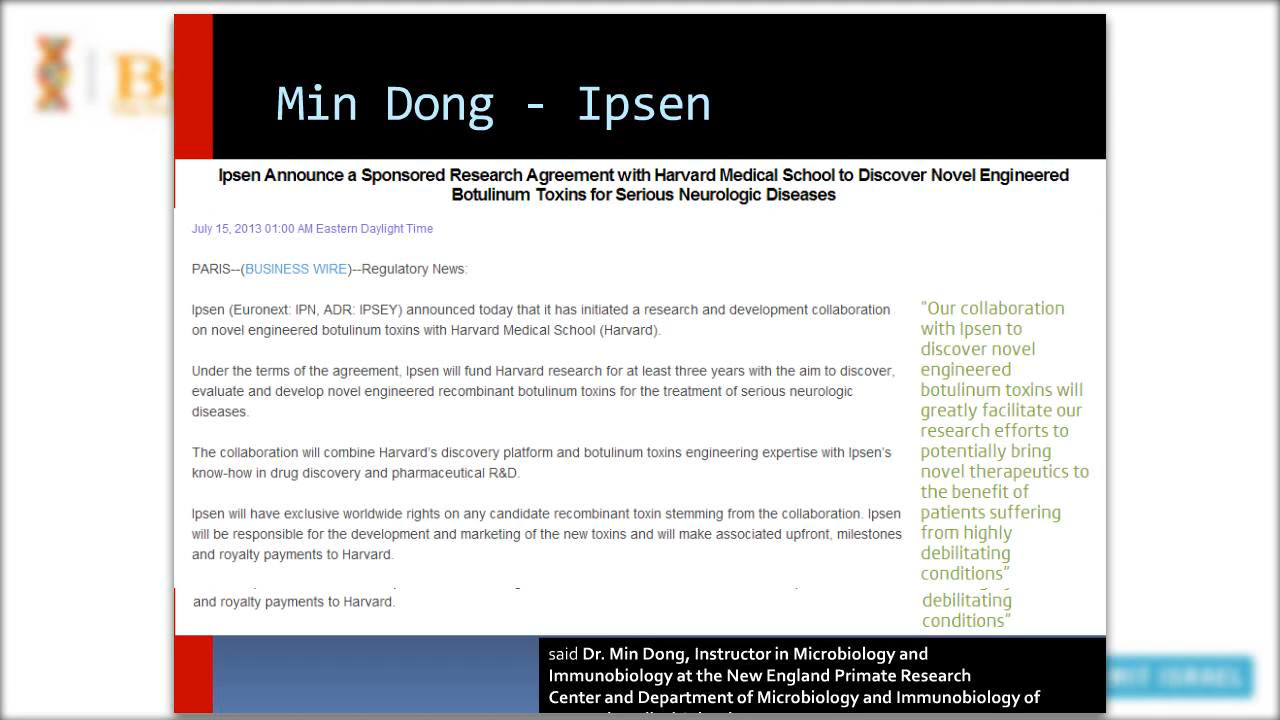 Min Dong - Ipsen
Ipsen Announce a Sponsored Research Agreement with Harvard Medical School to Discover Novel Engineered
Botulinum Toxins for Serious Neurologic Diseases
July 15, 2013 01:00 AM Eastern Daylight Time
PARIS--(BUSINESS WIRE)--Regulatory News:
Ipsen (Euronext: IPN, ADR: IPSEY) announced today that it has initiated a research and development collaboration
on novel engineered botulinum toxins with Harvard Medical School (Harvard).
Under the terms of the agreement, Ipsen will fund Harvard research for at least three years with the aim to discover,
evaluate and develop novel engineered recombinant botulinum toxins for the treatment of serious neurologic
diseases.
The collaboration will combine Harvard's discovery platform and botulinum toxins engineering expertise with Ipsen's
know-how in drug discovery and pharmaceutical R&D.
Ipsen will have exclusive worldwide rights on any candidate recombinant toxin stemming from the collaboration. Ipsen
will be responsible for the development and marketing of the new toxins and will make associated upfront, milestones
and royalty payments to Harvard.
and royalty payments to Harvard.
"Our collaboration
with Ipsen to
discover novel
engineered
botulinum toxins will
greatly facilitate our
research efforts to
potentially bring
novel therapeutics to
the benefit of
patients suffering
from highly
debilitating
conditions"
debilitating
conditions"
said Dr. Min Dong, Instructor in Microbiology and
Immunobiology at the New England Primate Research
Center and Department of Microbiology and Immunobiology of
ISRAEL